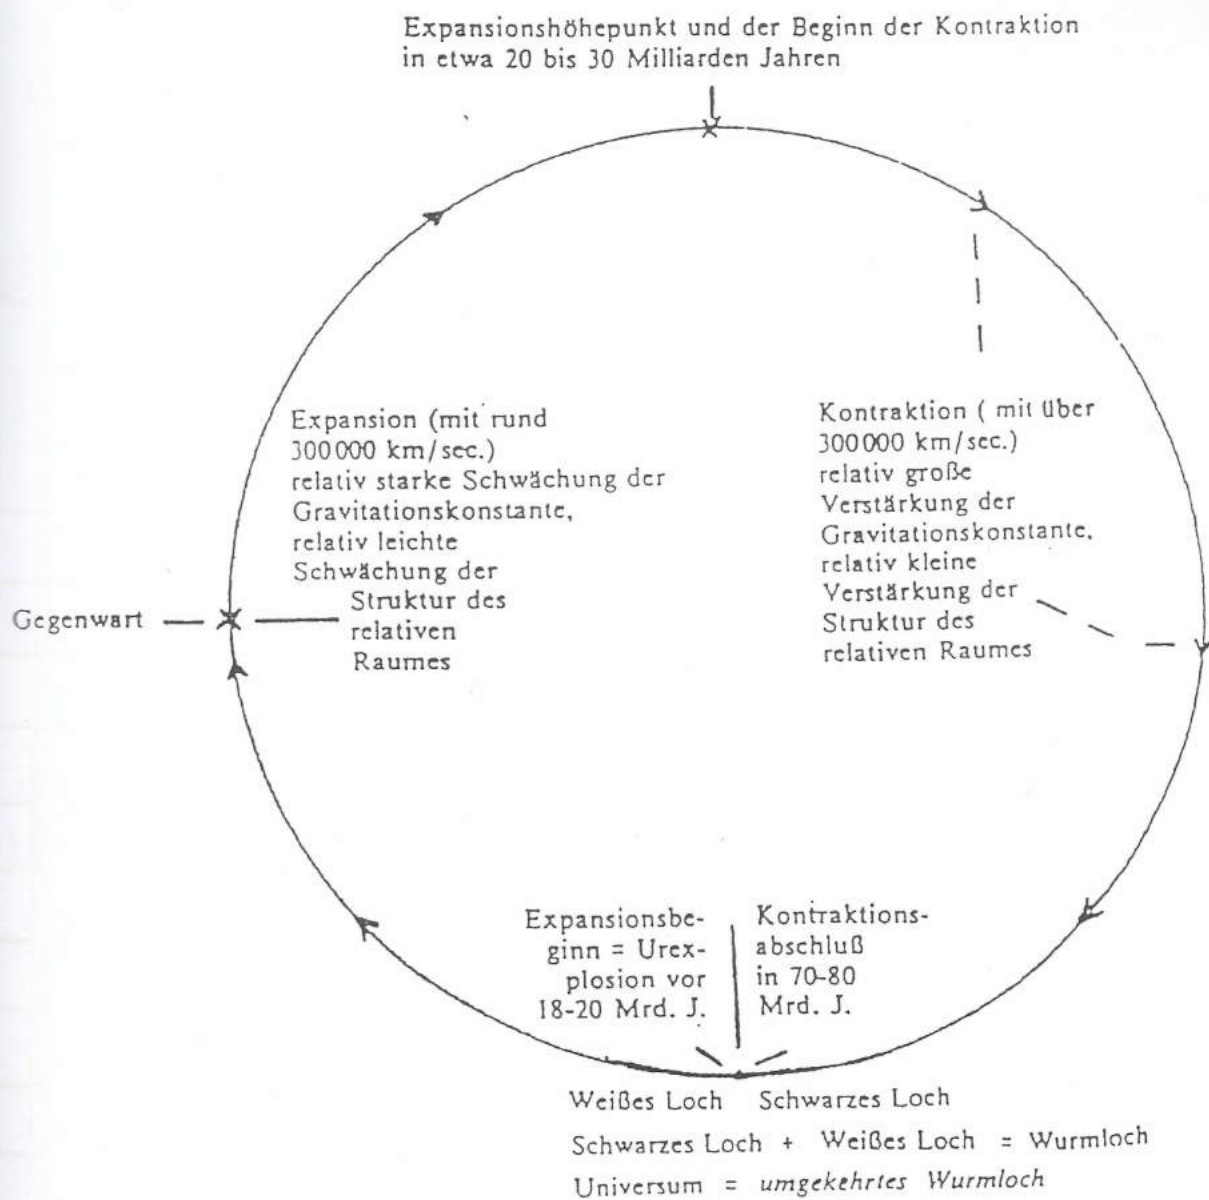 Expansionshöhepunkt und der Beginn der Kontraktion
in etwa 20 bis 30 Milliarden Jahren
Expansion (mit rund
300000 km/sec.)
relativ starke Schwächung der
Gravitationskonstante,
relativ leichte
Schwächung der
Struktur des
relativen
Raumes
Kontraktion ( mit über
300000 km/sec.)
relativ große
Verstärkung der
Gravitationskonstante,
relativ kleine
Verstärkung der
Struktur des
relativen Raumes
Gegenwart
Expansionsbe-
ginn = Urex-
plosion vor
18-20 Mrd. J.
Kontraktions-
abschluß
in 70-80
Mrd. J.
Weißes Loch Schwarzes Loch
Schwarzes Loch + Weißes Loch = Wurmloch
Universum = umgekehrtes Wurmloch